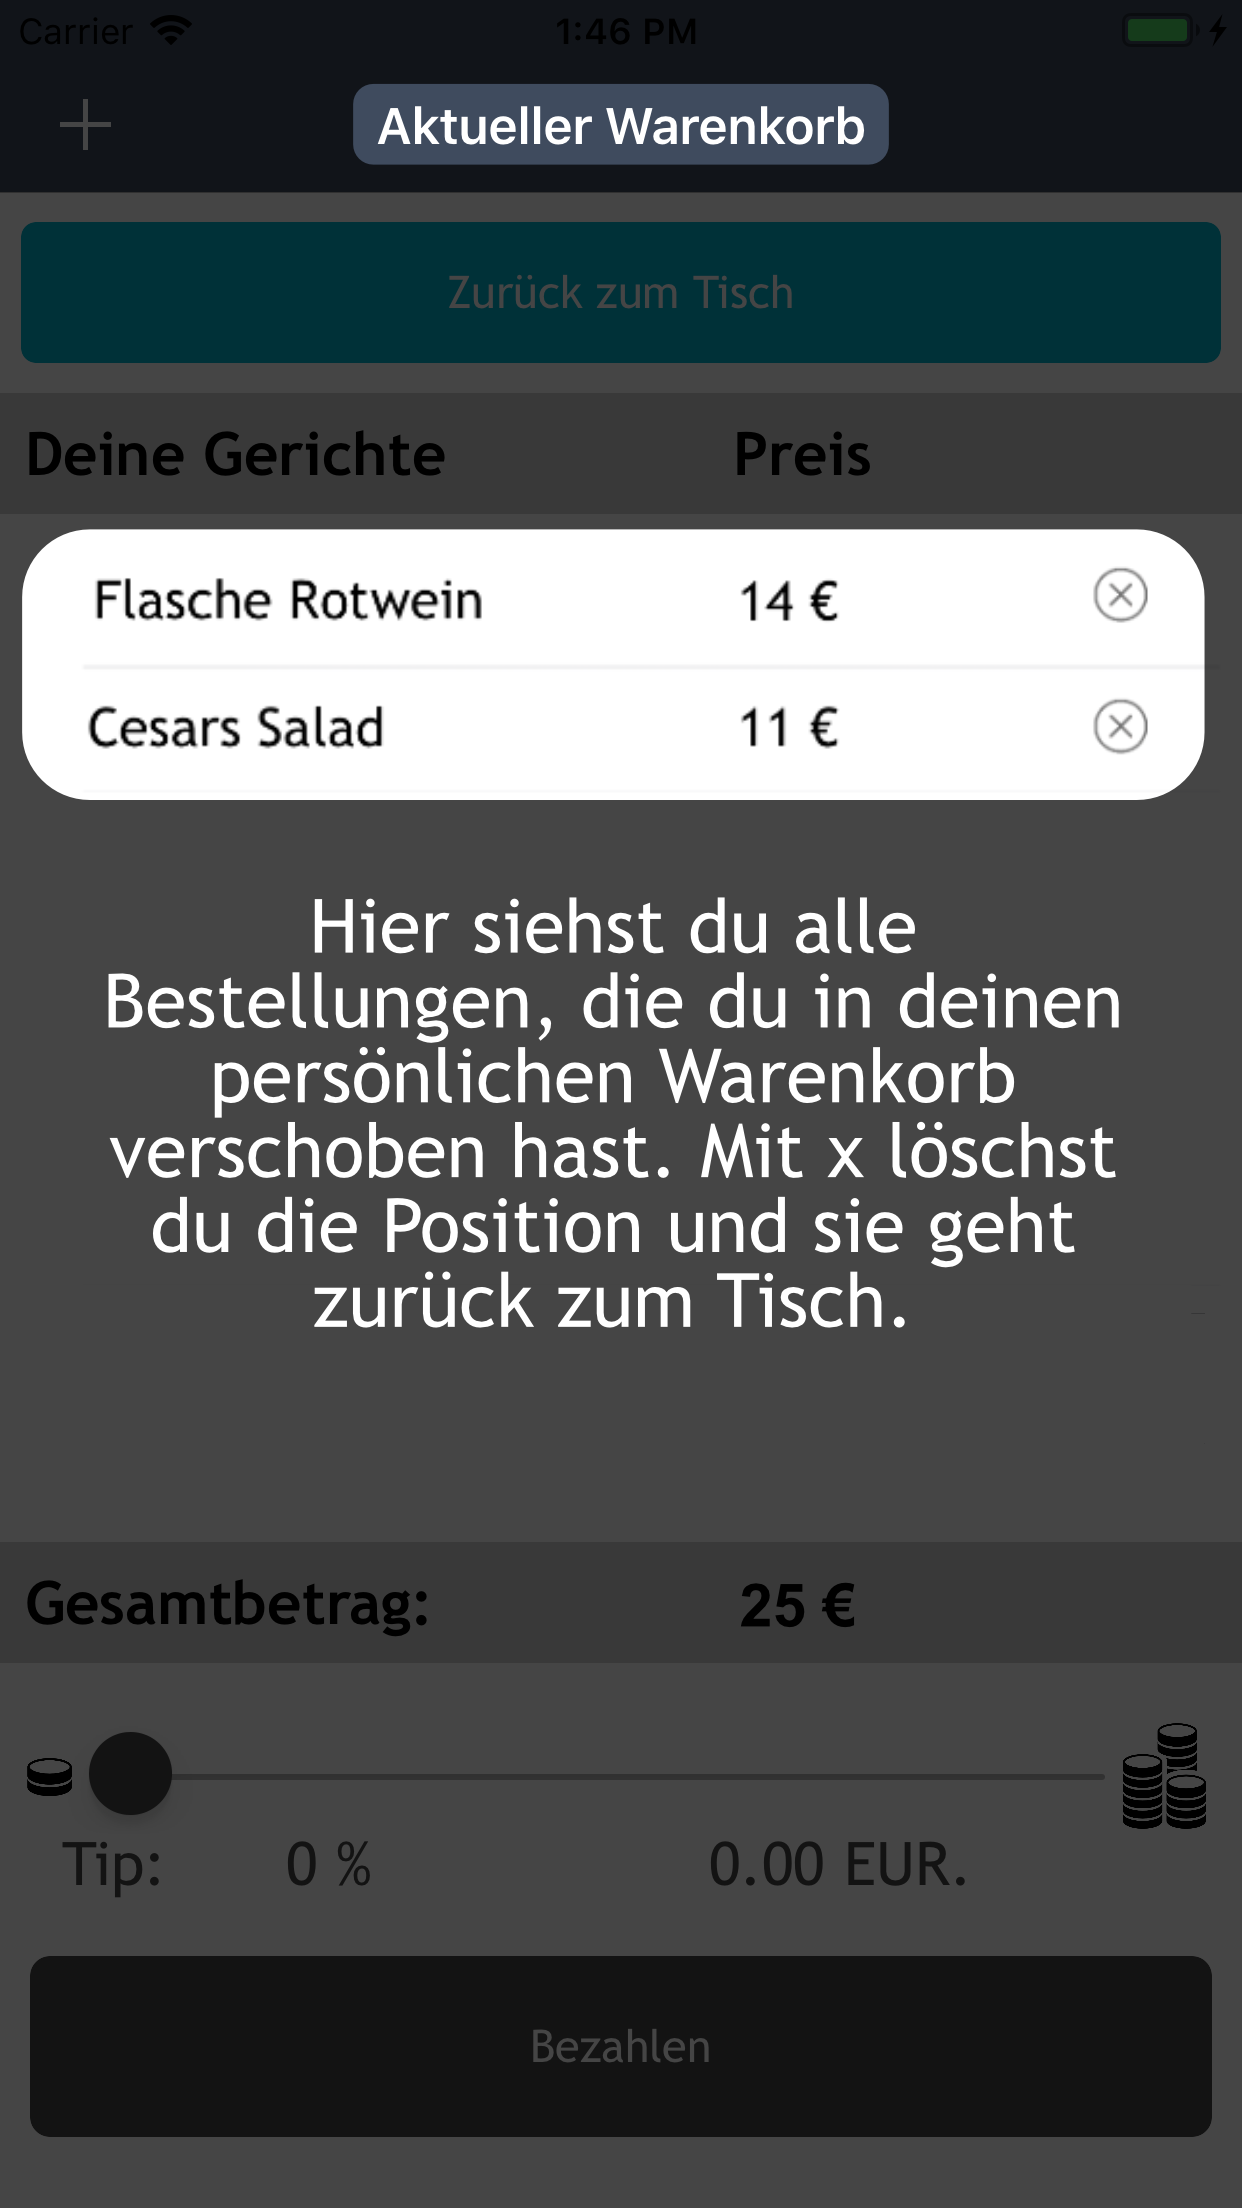 Carrier 1:46 PM
Aktueller Warenkorb
Zurück zum Tisch
Deine Gerichte Preis
Flasche Rotwein 14 €
Cesars Salad 11 €
Hier siehst du alle
Bestellungen, die du in deinen
persönlichen Warenkorb
verschoben hast. Mit x löschst
du die Position und sie geht
zurück zum Tisch.
Gesamtbetrag: 25 €
Tip: 0 % 0.00 EUR.
Bezahlen